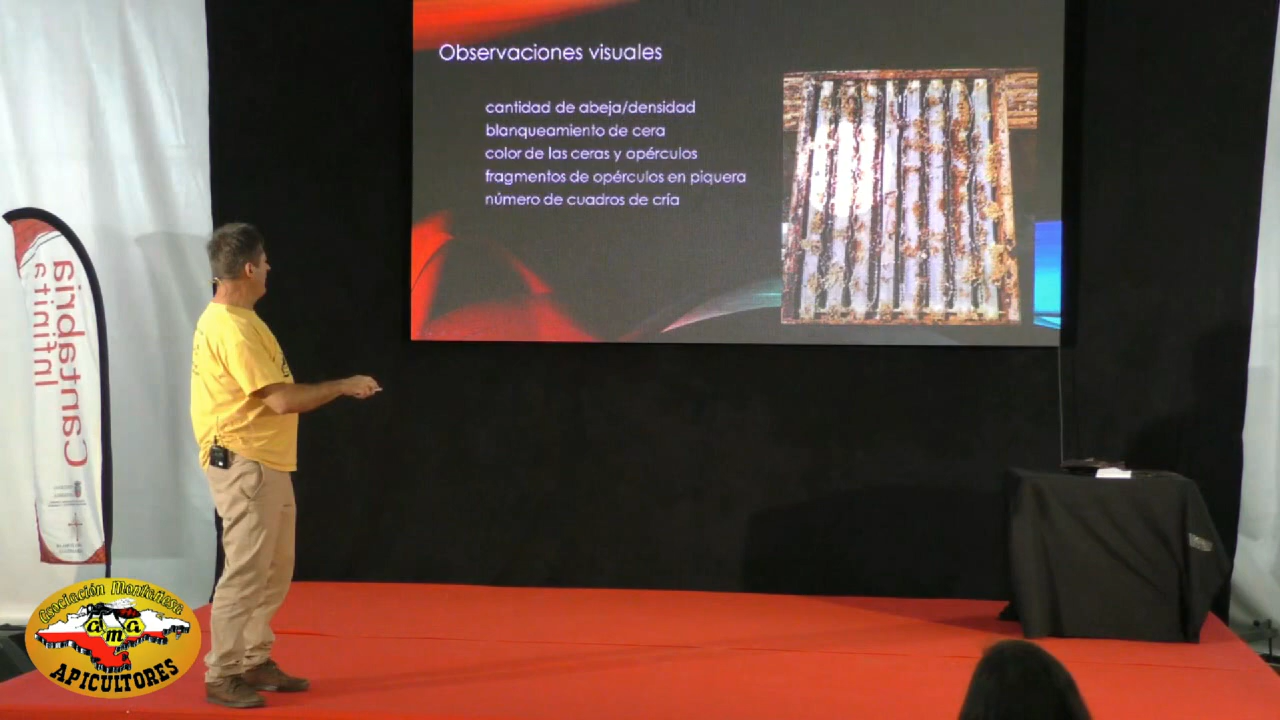 Observaciones visuales
cantidad de abeja/densidad
blanqueamiento de cera
color de las ceras y opérculos
fragmentos de opérculos en piquera
número de cuadros de cría
Cantabria
Infinita
Asociación Montañesa
AMA
APICULTORES